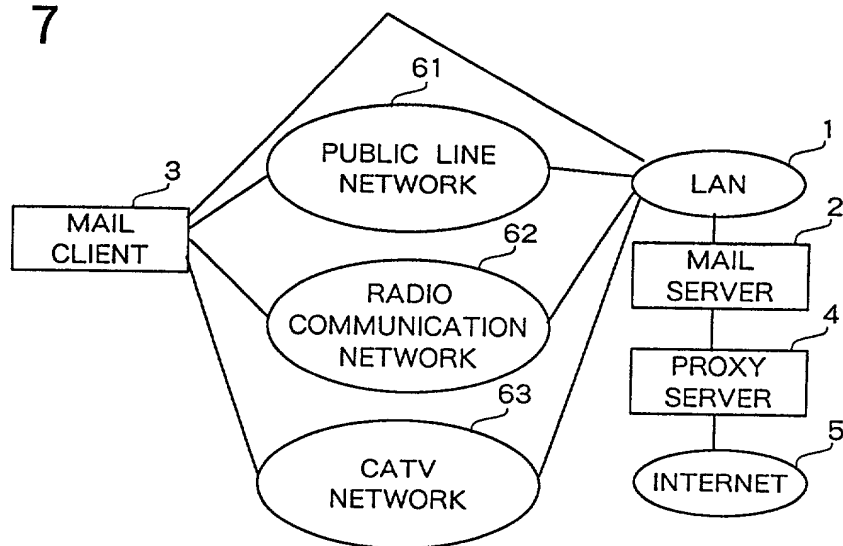 7
61
PUBLIC LINE
NETWORK
3
MAIL
CLIENT
1
LAN
2
MAIL
SERVER
62
RADIO
COMMUNICATION
NETWORK
4
PROXY
SERVER
63
CATV
NETWORK
5
INTERNET